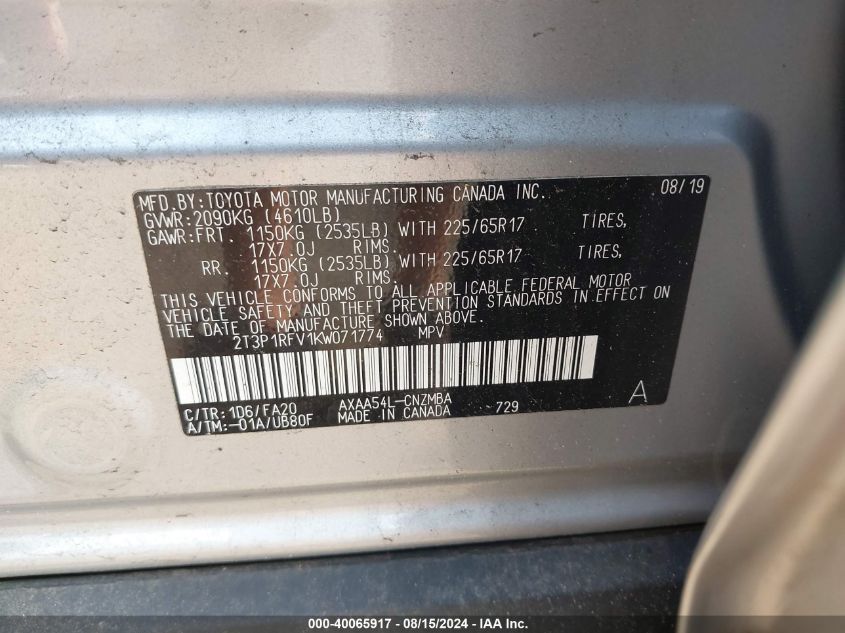 MFD.BY:TOYOTA MOTOR MANUFACTURING CANADA INC. 08/19
GVWR:2090KG (4610LB)
GAWR:FRT. 1150KG (2535LB) WITH 225/65R17 TIRES,
17X7.0J RIMS.
RR. 1150KG (2535LB) WITH 225/65R17 TIRES,
17X7.0J RIMS.
THIS VEHICLE CONFORMS TO ALL APPLICABLE FEDERAL MOTOR
VEHICLE SAFETY AND THEFT PREVENTION STANDARDS IN EFFECT ON
THE DATE OF MANUFACTURE SHOWN ABOVE.
2T3P1RFV1KW071774 MPV
C/TR:1D6/FA20 AXAA54L-CNZMBA 729 A
A/TM:-01A/UB80F MADE IN CANADA
000-40065917 - 08/15/2024 - IAA Inc.